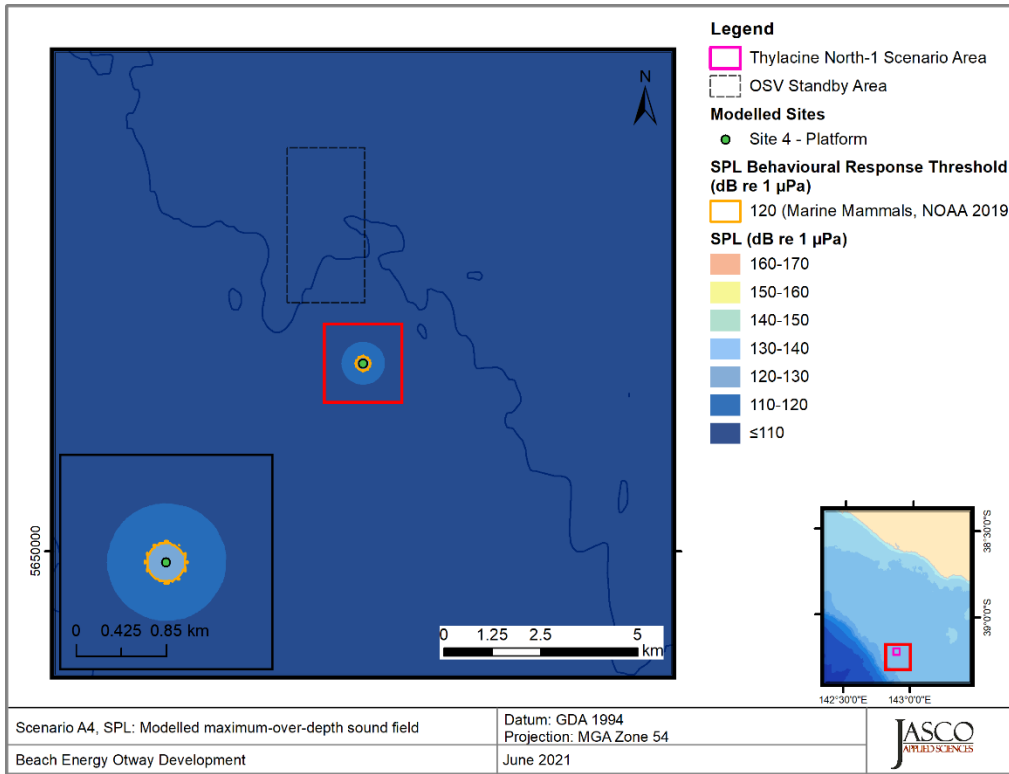 Legend
Thylacine North-1 Scenario Area
OSV Standby Area
Modelled Sites
Site 4 - Platform
SPL Behavioural Response Threshold
(dB re 1 µPa)
120 (Marine Mammals, NOAA 2019
SPL (dB re 1 µPa)
160-170
150-160
140-150
130-140
120-130
110-120
≤110
N
5650000
0 0.425 0.85 km
0 1.25 2.5 5
km
38°30'0"S
39°0'0"S
142°30'0"E 143°0'0"E
Scenario A4, SPL: Modelled maximum-over-depth sound field
Datum: GDA 1994
Projection: MGA Zone 54
Beach Energy Otway Development
June 2021
JASCO
APPLIED SCIENCES